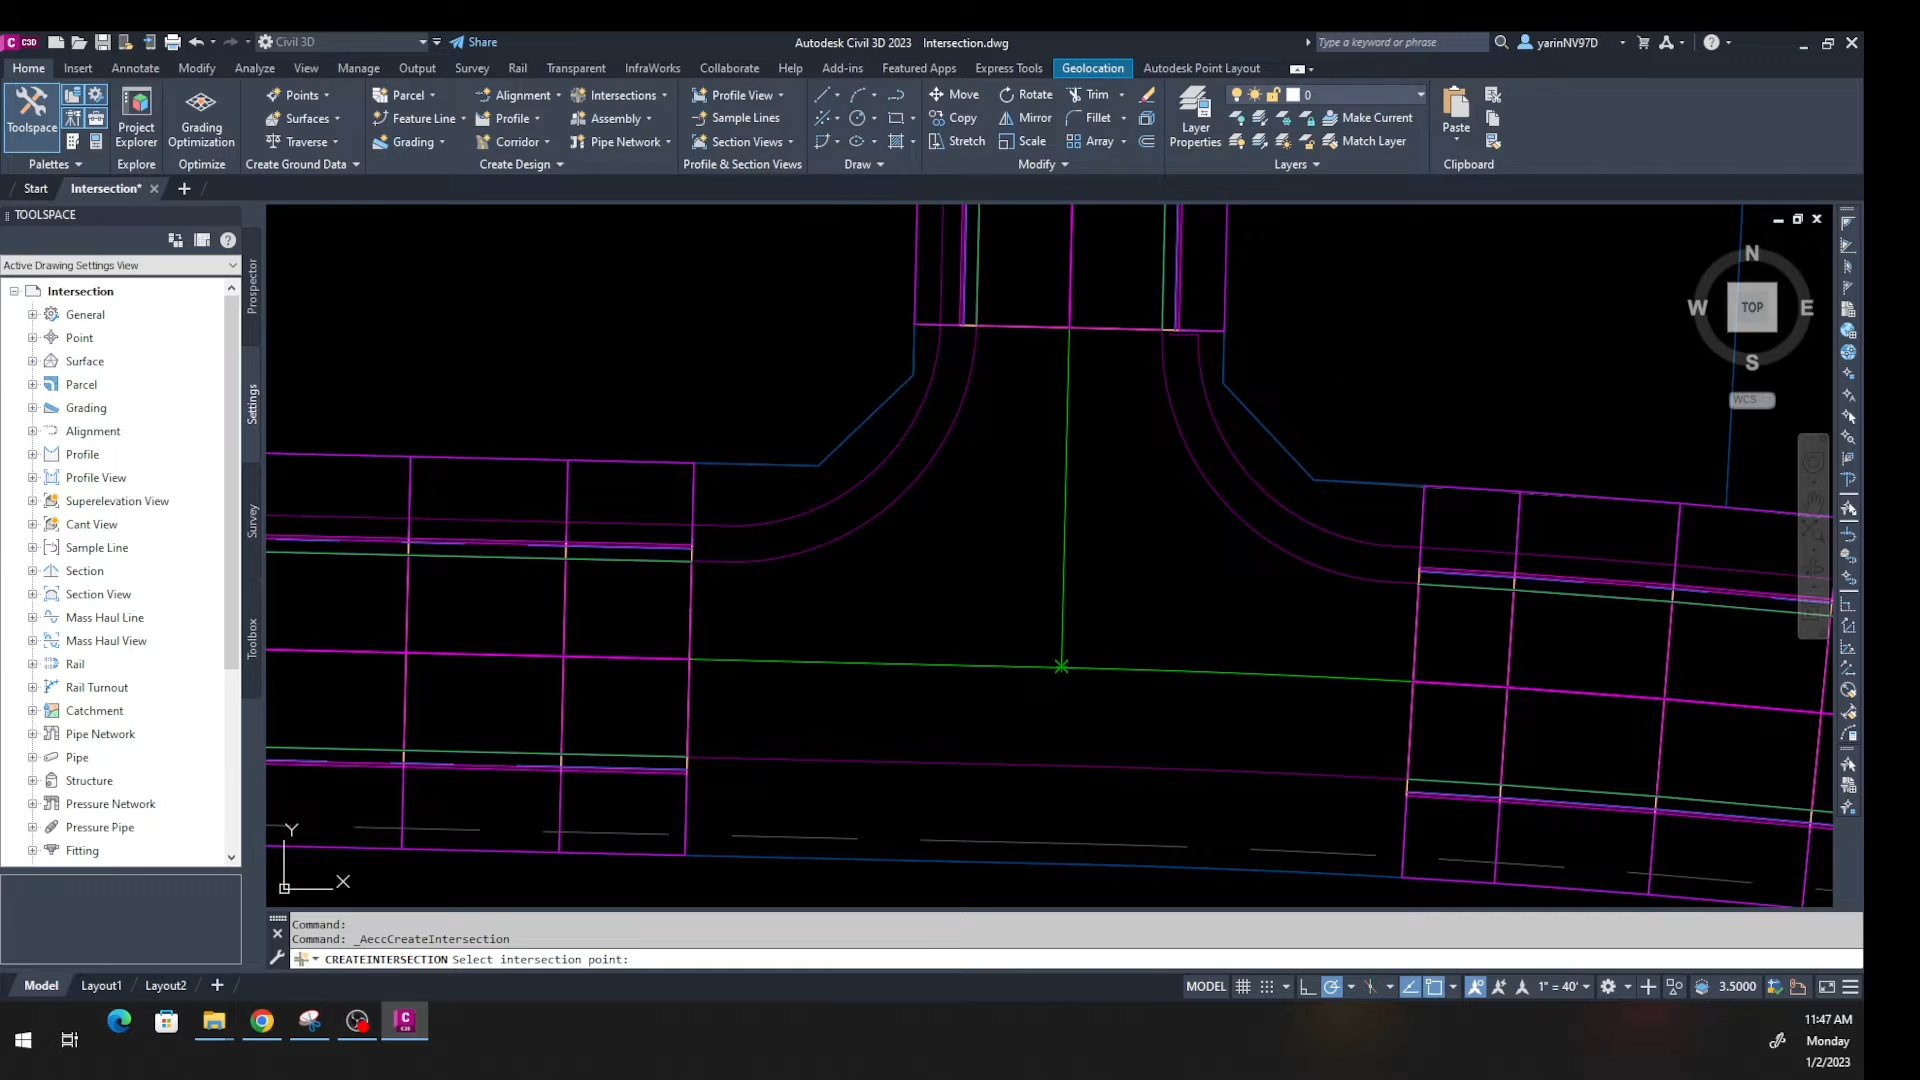 C3D Civil 3D Share Autodesk Civil 3D 2023 Intersection.dwg Type a keyword or phrase yarinNV97D
Home Insert Annotate Modify Analyze View Manage Output Survey Rail Transparent InfraWorks Collaborate Help Add-ins Featured Apps Express Tools Geolocation Autodesk Point Layout
Points Parcel Alignment Intersections Profile View Move Rotate Trim 0
Toolspace Project Explorer Grading Optimization Surfaces Feature Line Profile Assembly Sample Lines Copy Mirror Fillet Layer Properties Make Current Paste
Traverse Grading Corridor Pipe Network Section Views Stretch Scale Array Match Layer
Palettes Explore Optimize Create Ground Data Create Design Profile & Section Views Draw Modify Layers Clipboard
Start Intersection*
TOOLSPACE
Active Drawing Settings View
Intersection
General
Point
Surface
Parcel
Grading
Alignment
Profile
Profile View
Superelevation View
Cant View
Sample Line
Section
Section View
Mass Haul Line
Mass Haul View
Rail
Rail Turnout
Catchment
Pipe Network
Pipe
Structure
Pressure Network
Pressure Pipe
Fitting
Prospector
Settings
Survey
Toolbox
N
W TOP E
S
WCS
Y
X
Command:
Command: _AeccCreateIntersection
CREATEINTERSECTION Select intersection point:
Model Layout1 Layout2 MODEL 1" = 40' 3.5000
C C3D
11:47 AM
Monday
1/2/2023